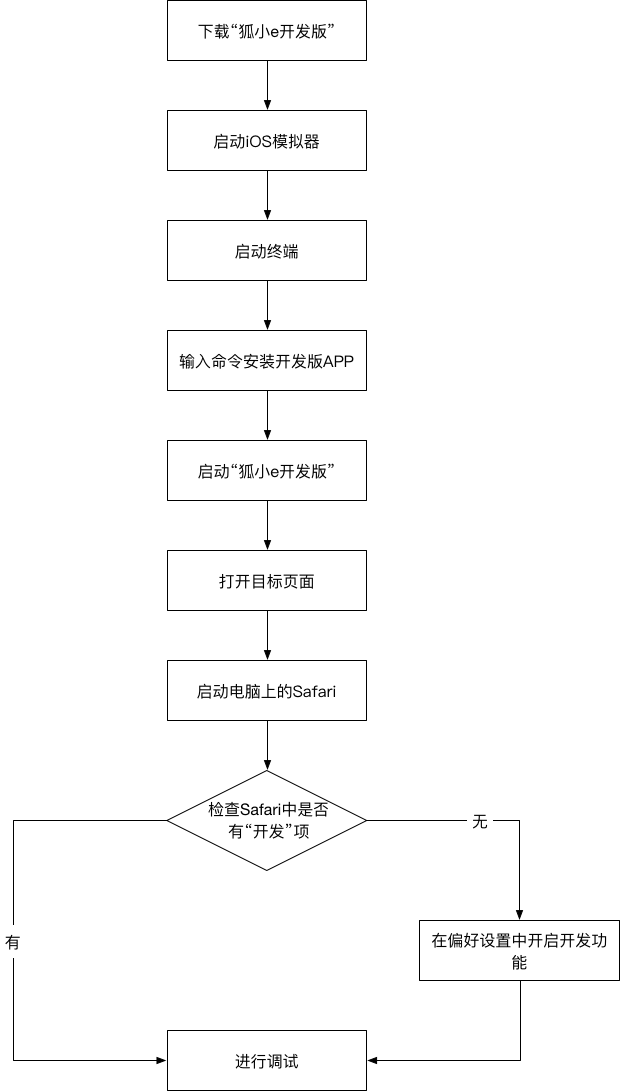 下载“狐小e开发版”
启动iOS模拟器
启动终端
输入命令安装开发版APP
启动“狐小e开发版”
打开目标页面
启动电脑上的Safari
检查Safari中是否
有“开发”项
无
有
在偏好设置中开启开发功
能
进行调试